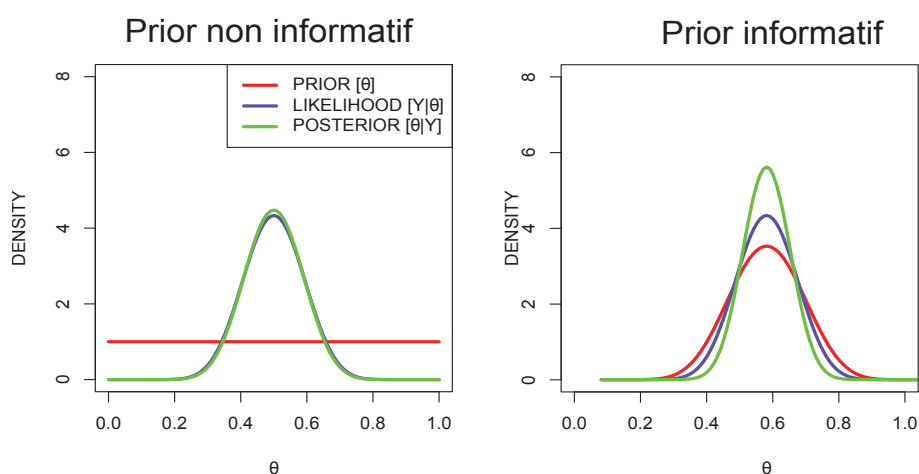 Prior non informatif
PRIOR [θ]
LIKELIHOOD [Y|θ]
POSTERIOR [θ|Y]
DENSITY
8
6
4
2
0
0.0 0.2 0.4 0.6 0.8 1.0
θ
Prior informatif
DENSITY
8
6
4
2
0
0.0 0.2 0.4 0.6 0.8 1.0
θ